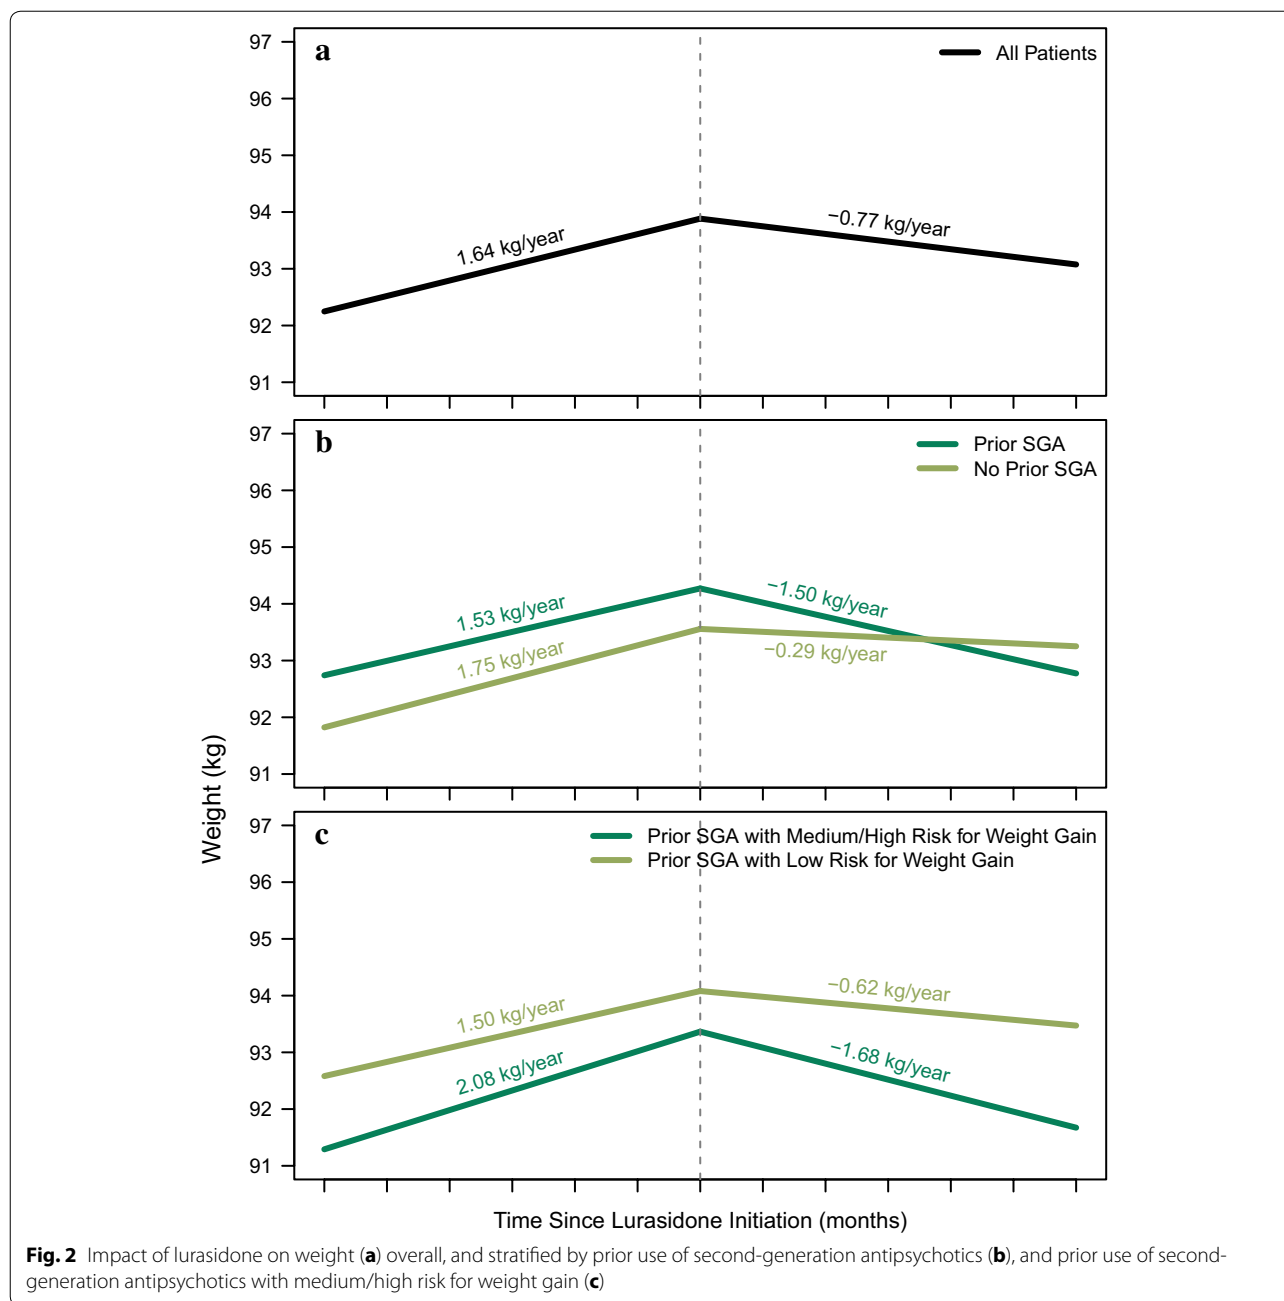 a
All Patients
97
96
95
94
93
92
91
1.64 kg/year
−0.77 kg/year
b
Prior SGA
No Prior SGA
97
96
95
94
93
92
91
1.53 kg/year
−1.50 kg/year
1.75 kg/year
−0.29 kg/year
Weight (kg)
c
Prior SGA with Medium/High Risk for Weight Gain
Prior SGA with Low Risk for Weight Gain
97
96
95
94
93
92
91
1.50 kg/year
−0.62 kg/year
2.08 kg/year
−1.68 kg/year
Time Since Lurasidone Initiation (months)
Fig. 2 Impact of lurasidone on weight (a) overall, and stratified by prior use of second-generation antipsychotics (b), and prior use of second-
generation antipsychotics with medium/high risk for weight gain (c)